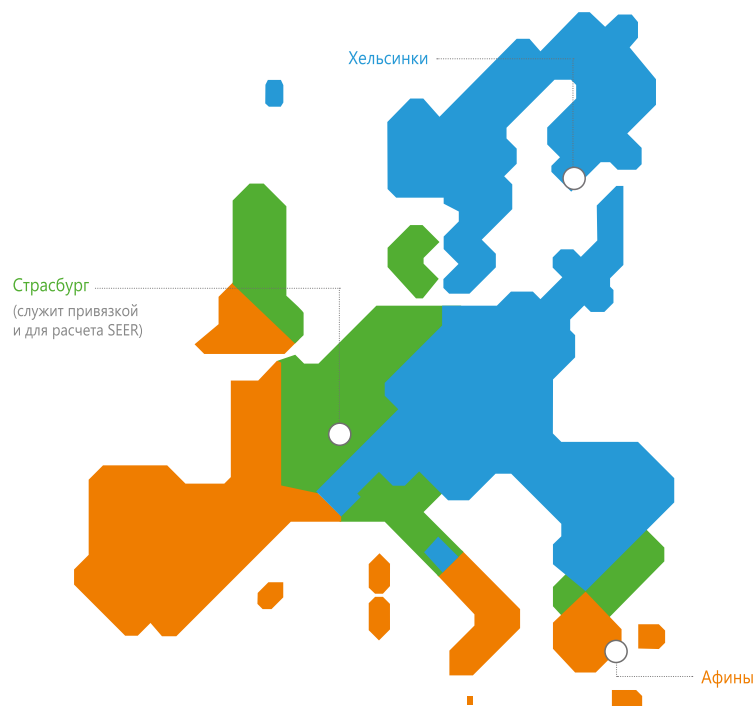 Хельсинки
Страсбург
(служит привязкой
и для расчета SEER)
Афины